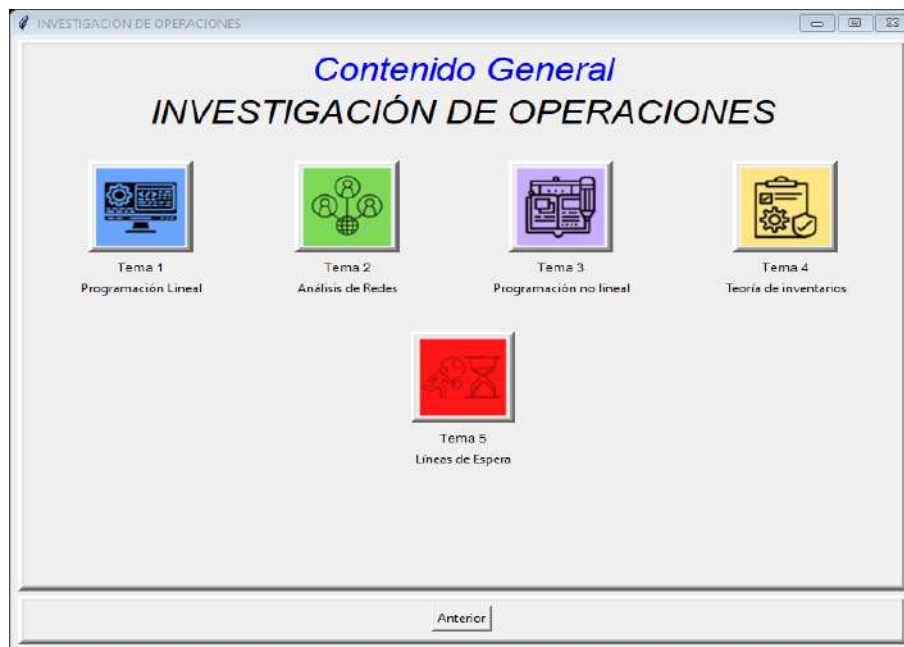 INVESTIGACIÓN DE OPERACIONES
Contenido General
INVESTIGACIÓN DE OPERACIONES
Tema 1
Programación Lineal
Tema 2
Análisis de Redes
Tema 3
Programación no lineal
Tema 4
Teoría de inventarios
Tema 5
Líneas de Espera
Anterior